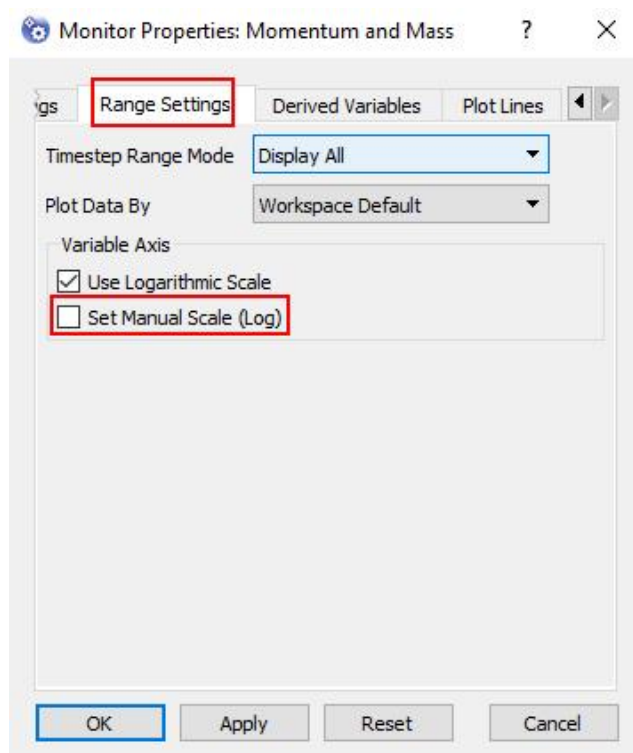 Monitor Properties: Momentum and Mass ?
gs Range Settings Derived Variables Plot Lines
Timestep Range Mode Display All
Plot Data By Workspace Default
Variable Axis
Use Logarithmic Scale
Set Manual Scale (Log)
OK Apply Reset Cancel